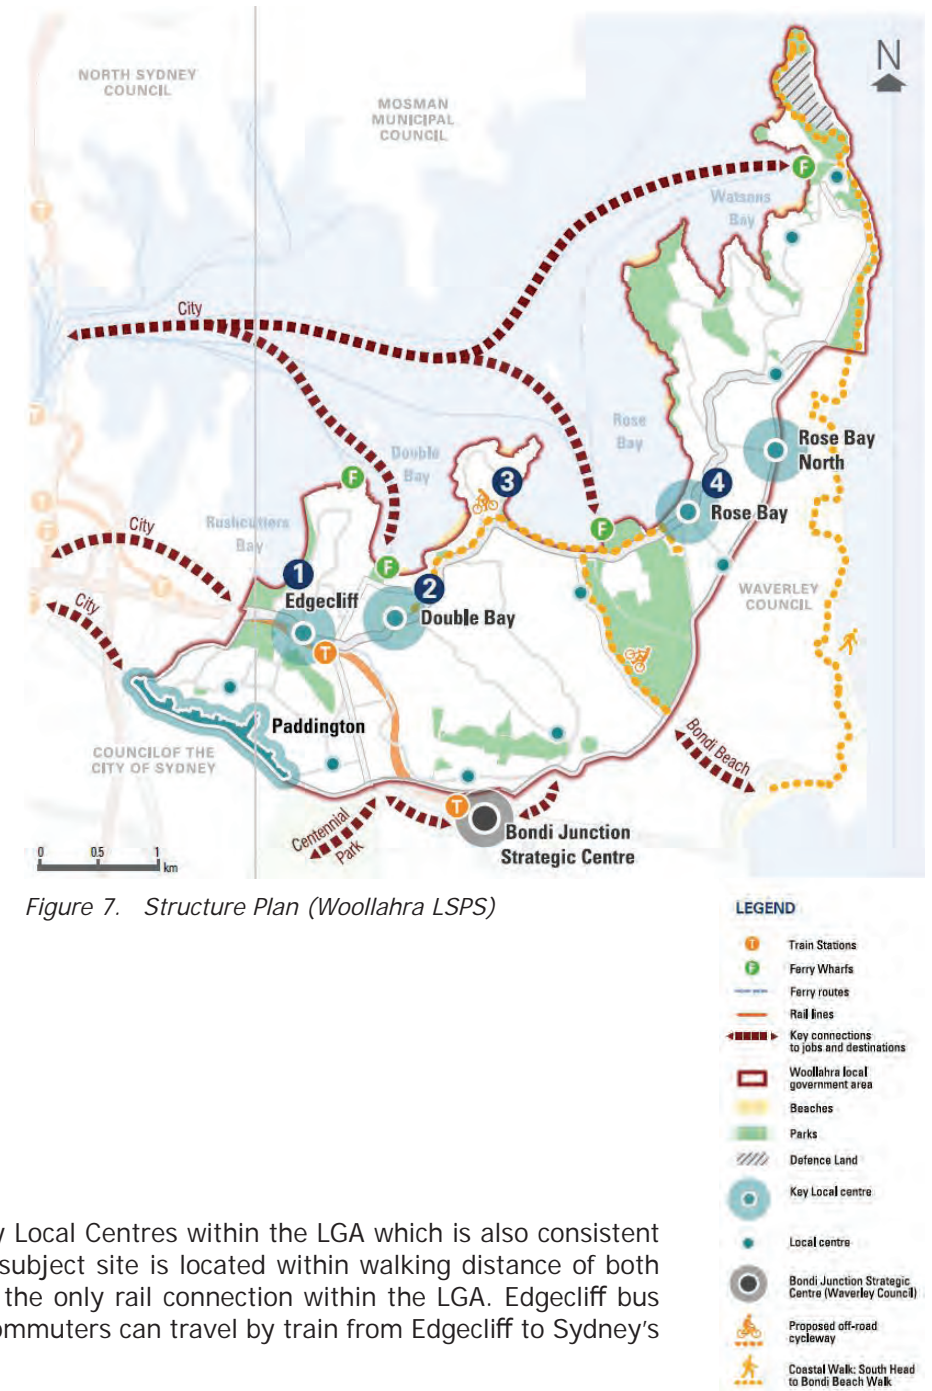 NORTH SYDNEY
COUNCIL
MOSMAN
MUNICIPAL
COUNCIL
N
T
F
Watsons
Bay
T
City
T
Rose
Bay
Rose Bay
North
Double
Bay
3
4
F
Rose Bay
T
Rushcutters
Bay
City
F
T
T
1
Edgecliff
F
2
Double Bay
T
City
T
WAVERLEY
COUNCIL
T
Paddington
COUNCILOF THE
CITY OF SYDNEY
Bondi Beach
T
Centennial
Park
Bondi Junction
Strategic Centre
0 0.5 1
km
Figure 7. Structure Plan (Woollahra LSPS)
LEGEND
T Train Stations
F Ferry Wharfs
Ferry routes
Rail lines
Key connections
to jobs and destinations
Woollahra local
government area
Beaches
Parks
Defence Land
Key Local centre
Local centre
Bondi Junction Strategic
Centre (Waverley Council)
Proposed off-road
cycleway
Coastal Walk: South Head
to Bondi Beach Walk
y Local Centres within the LGA which is also consistent
subject site is located within walking distance of both
the only rail connection within the LGA. Edgecliff bus
ommuters can travel by train from Edgecliff to Sydney's